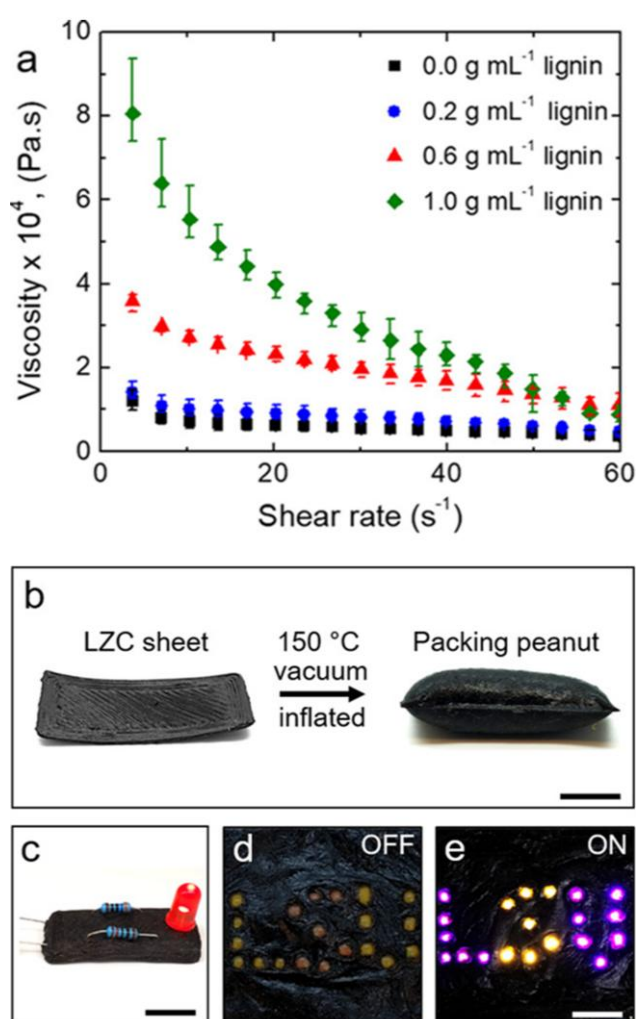 a
10
8
6
4
2
0
Viscosity x 10⁴, (Pa.s)
0.0 g mL⁻¹ lignin
0.2 g mL⁻¹ lignin
0.6 g mL⁻¹ lignin
1.0 g mL⁻¹ lignin
0 20 40 60
Shear rate (s⁻¹)
b
LZC sheet
150 °C
vacuum
inflated
Packing peanut
c
d
OFF
e
ON